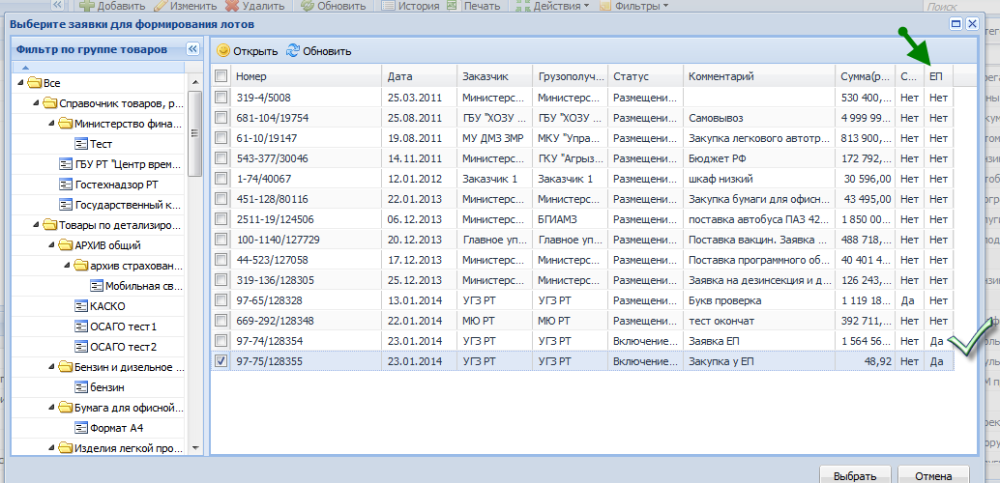 Добавить Изменить Удалить Обновить История Печать Действия Фильтры Поиск
Выберите заявки для формирования лотов
Фильтр по группе товаров
Открыть Обновить
Все
Справочник товаров, р...
Министерство фина...
Тест
ГБУ РТ "Центр врем...
Гостехнадзор РТ
Государственный к...
Товары по детализиро...
АРХИВ общий
архив страхован...
Мобильная св...
КАСКО
ОСАГО тест1
ОСАГО тест2
Бензин и дизельное ...
бензин
Бумага для офисной...
Формат А4
Изделия легкой про...
Номер Дата Заказчик Грузополуч... Статус Комментарий Сумма(р... С... ЕП
319-4/5008 25.03.2011 Министерс... Министерс... Размещени... 530 400,... Нет Нет
681-104/19754 25.08.2011 ГБУ "ХОЗУ ... ГБУ "ХОЗУ ... Размещени... Самовывоз 4 999 99... Нет Нет
61-10/19147 19.08.2011 МУ ДМЗ ЗМР МКУ "Упра... Размещени... Закупка легкового автотр... 813 900,... Нет Нет
543-377/30046 14.11.2011 Министерс... ГКУ "Агрыз... Размещени... Бюджет РФ 172 792,... Нет Нет
1-74/40067 12.01.2012 Заказчик 1 Заказчик 1 Размещени... шкаф низкий 30 596,00 Нет Нет
451-128/80116 22.01.2013 Министерс... Министерс... Размещени... Закупка бумаги для офисн... 43 495,00 Нет Нет
2511-19/124506 06.12.2013 Министерс... БПИАМЗ Размещени... поставка автобуса ПАЗ 42... 1 850 00... Нет Нет
100-1140/127729 20.12.2013 Главное уп... Главное уп... Размещени... Поставка вакцин. Заявка ... 488 718,... Нет Нет
44-523/127058 17.12.2013 Министерс... Министерс... Размещени... Поставка программного об... 40 401 4... Нет Нет
319-136/128305 25.12.2013 Министерс... Министерс... Размещени... Заявка на дезинсекция и д... 126 243,... Нет Нет
97-65/128328 13.01.2014 УГЗ РТ УГЗ РТ Размещени... Букв проверка 1 119 18... Да Нет
669-292/128348 22.01.2014 МЮ РТ МЮ РТ Размещени... тест окончат 392 711,... Нет Нет
97-74/128354 23.01.2014 УГЗ РТ УГЗ РТ Включение... Заявка ЕП 1 564 56... Нет Да
97-75/128355 23.01.2014 УГЗ РТ УГЗ РТ Включение... Закупка у ЕП 48,92 Нет Да
Выбрать Отмена